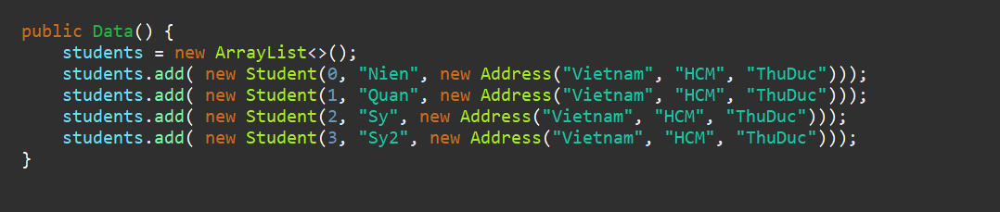 public Data() {
    students = new ArrayList<>();
    students.add( new Student(0, "Nien", new Address("Vietnam", "HCM", "ThuDuc")));
    students.add( new Student(1, "Quan", new Address("Vietnam", "HCM", "ThuDuc")));
    students.add( new Student(2, "Sy", new Address("Vietnam", "HCM", "ThuDuc")));
    students.add( new Student(3, "Sy2", new Address("Vietnam", "HCM", "ThuDuc")));
}